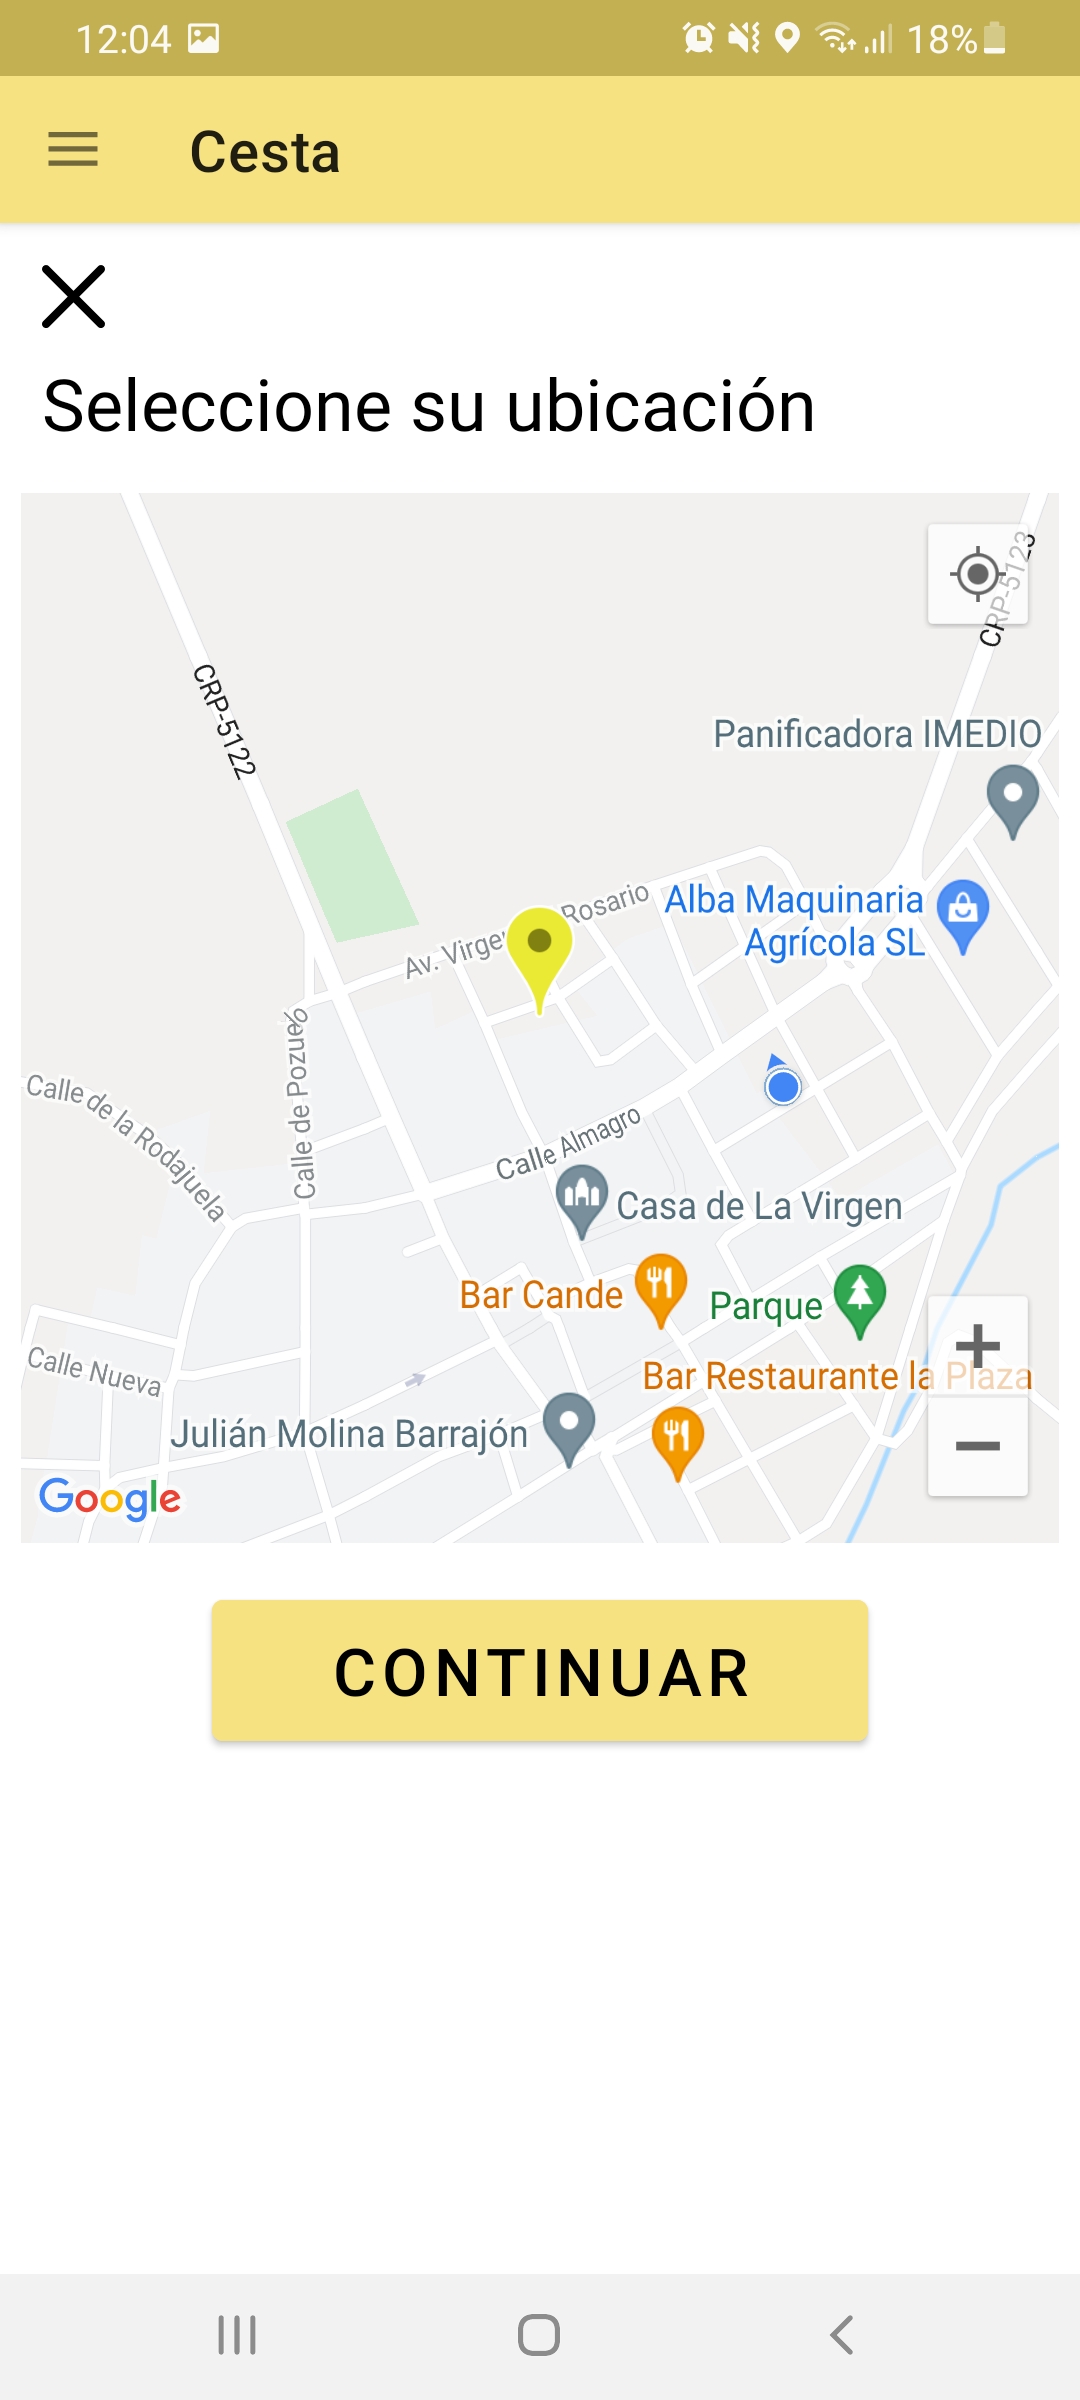 12:04
18%
Cesta
Seleccione su ubicación
CRP-5123
CRP-5122
Panificadora IMEDIO
Alba Maquinaria
Agrícola SL
Av. Virge
Rosario
Calle de Pozuelo
Calle de la Rodajuela
Calle Almagro
Casa de La Virgen
Bar Cande
Parque
Calle Nueva
Bar Restaurante la Plaza
Julián Molina Barrajón
Google
CONTINUAR